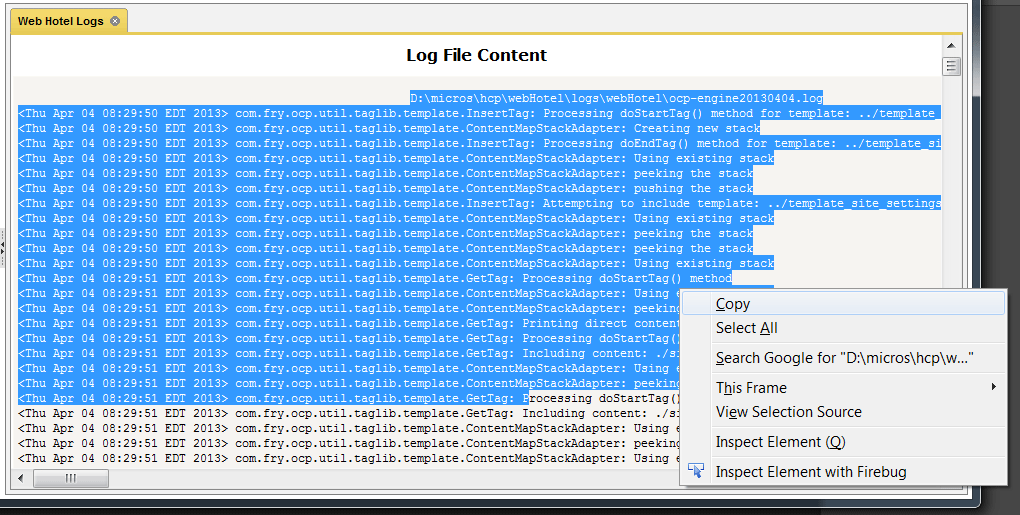 Web Hotel Logs
Log File Content
D:\micros\hcp\webHotel\logs\webHotel\ocp-engine20130404.log
<Thu Apr 04 08:29:50 EDT 2013> com.fry.ocp.util.taglib.template.InsertTag: Processing doStartTag() method for template: ../template_
<Thu Apr 04 08:29:50 EDT 2013> com.fry.ocp.util.taglib.template.ContentMapStackAdapter: Creating new stack
<Thu Apr 04 08:29:50 EDT 2013> com.fry.ocp.util.taglib.template.InsertTag: Processing doEndTag() method for template: ../template_si
<Thu Apr 04 08:29:50 EDT 2013> com.fry.ocp.util.taglib.template.ContentMapStackAdapter: Using existing stack
<Thu Apr 04 08:29:50 EDT 2013> com.fry.ocp.util.taglib.template.ContentMapStackAdapter: peeking the stack
<Thu Apr 04 08:29:50 EDT 2013> com.fry.ocp.util.taglib.template.ContentMapStackAdapter: pushing the stack
<Thu Apr 04 08:29:50 EDT 2013> com.fry.ocp.util.taglib.template.InsertTag: Attempting to include template: ../template_site_settings
<Thu Apr 04 08:29:50 EDT 2013> com.fry.ocp.util.taglib.template.ContentMapStackAdapter: Using existing stack
<Thu Apr 04 08:29:50 EDT 2013> com.fry.ocp.util.taglib.template.ContentMapStackAdapter: peeking the stack
<Thu Apr 04 08:29:50 EDT 2013> com.fry.ocp.util.taglib.template.ContentMapStackAdapter: peeking the stack
<Thu Apr 04 08:29:50 EDT 2013> com.fry.ocp.util.taglib.template.ContentMapStackAdapter: Using existing stack
<Thu Apr 04 08:29:51 EDT 2013> com.fry.ocp.util.taglib.template.GetTag: Processing doStartTag() method
<Thu Apr 04 08:29:51 EDT 2013> com.fry.ocp.util.taglib.template.ContentMapStackAdapter: Using e
<Thu Apr 04 08:29:51 EDT 2013> com.fry.ocp.util.taglib.template.ContentMapStackAdapter: peeking
<Thu Apr 04 08:29:51 EDT 2013> com.fry.ocp.util.taglib.template.GetTag: Printing direct content
<Thu Apr 04 08:29:51 EDT 2013> com.fry.ocp.util.taglib.template.GetTag: Processing doStartTag()
<Thu Apr 04 08:29:51 EDT 2013> com.fry.ocp.util.taglib.template.GetTag: Including content: ./si
<Thu Apr 04 08:29:51 EDT 2013> com.fry.ocp.util.taglib.template.ContentMapStackAdapter: Using e
<Thu Apr 04 08:29:51 EDT 2013> com.fry.ocp.util.taglib.template.ContentMapStackAdapter: peeking
<Thu Apr 04 08:29:51 EDT 2013> com.fry.ocp.util.taglib.template.GetTag: Processing doStartTag()
<Thu Apr 04 08:29:51 EDT 2013> com.fry.ocp.util.taglib.template.GetTag: Including content: ./si
<Thu Apr 04 08:29:51 EDT 2013> com.fry.ocp.util.taglib.template.ContentMapStackAdapter: Using e
<Thu Apr 04 08:29:51 EDT 2013> com.fry.ocp.util.taglib.template.ContentMapStackAdapter: peeking
<Thu Apr 04 08:29:51 EDT 2013> com.fry.ocp.util.taglib.template.ContentMapStackAdapter: Using e
Copy
Select All
Search Google for "D:\micros\hcp\w..."
This Frame
View Selection Source
Inspect Element (Q)
Inspect Element with Firebug